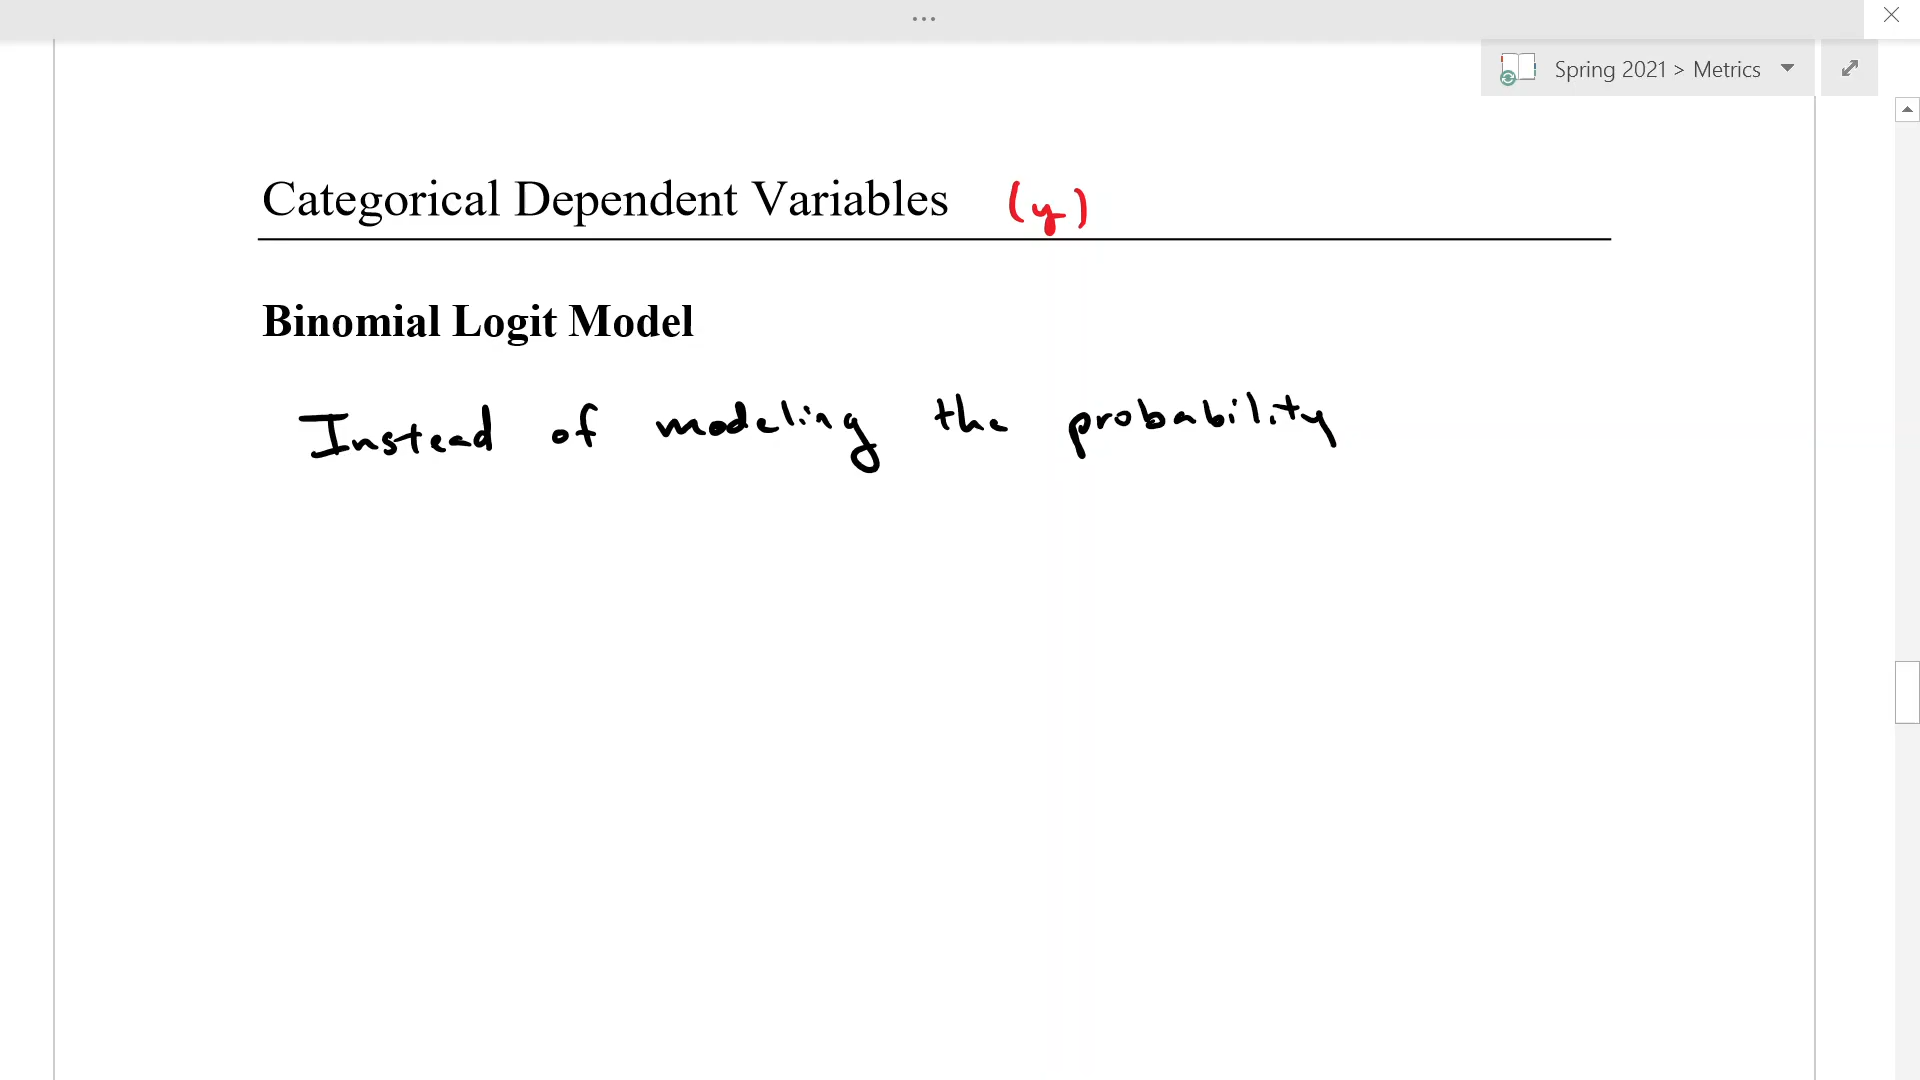 ...
Spring 2021 > Metrics
Categorical Dependent Variables (y)
Binomial Logit Model
Instead of modeling the probability